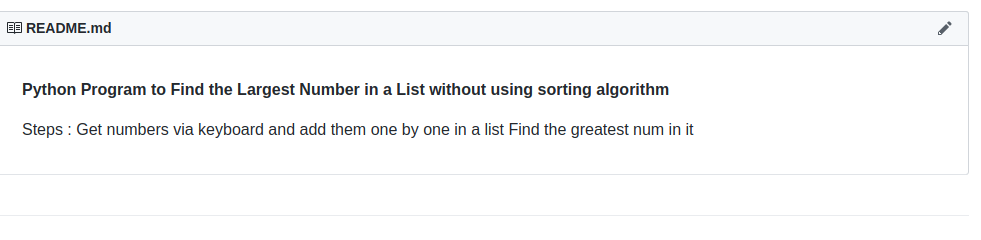 README.md
Python Program to Find the Largest Number in a List without using sorting algorithm
Steps : Get numbers via keyboard and add them one by one in a list Find the greatest num in it